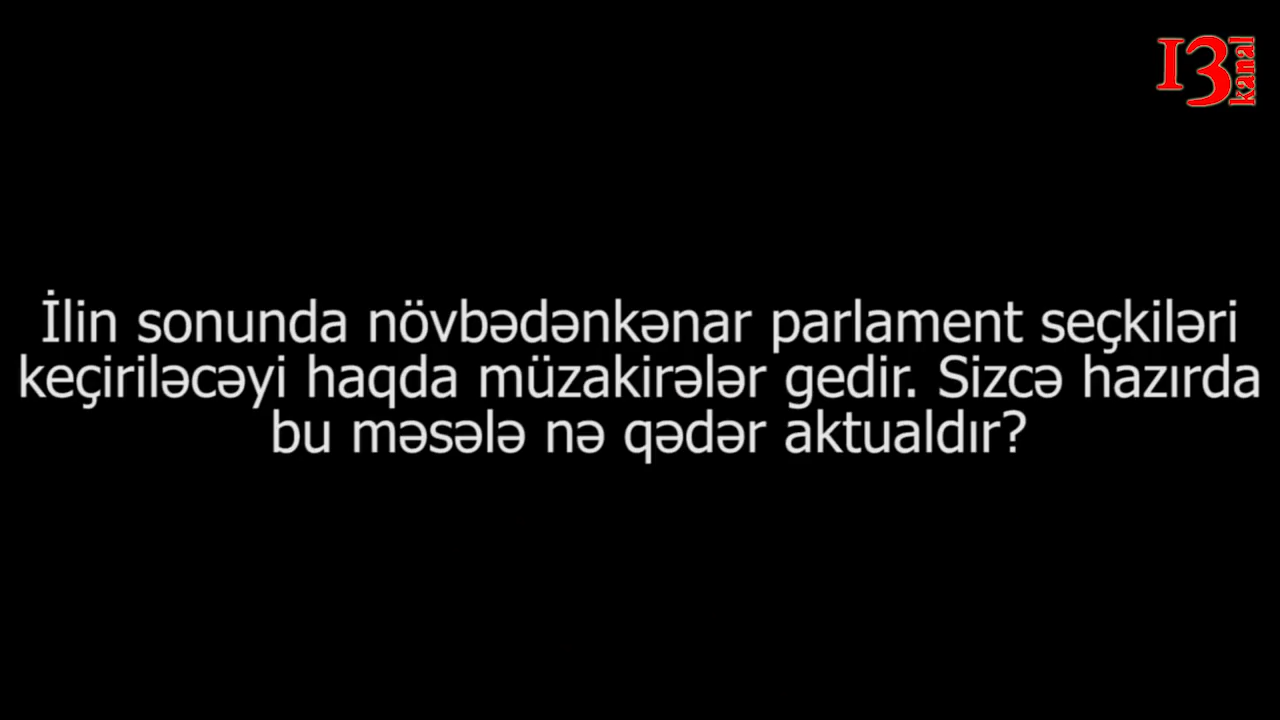 13 kanal
İlin sonunda növbədənkənar parlament seçkiləri
keçiriləcəyi haqda müzakirələr gedir. Sizcə hazırda
bu məsələ nə qədər aktualdır?